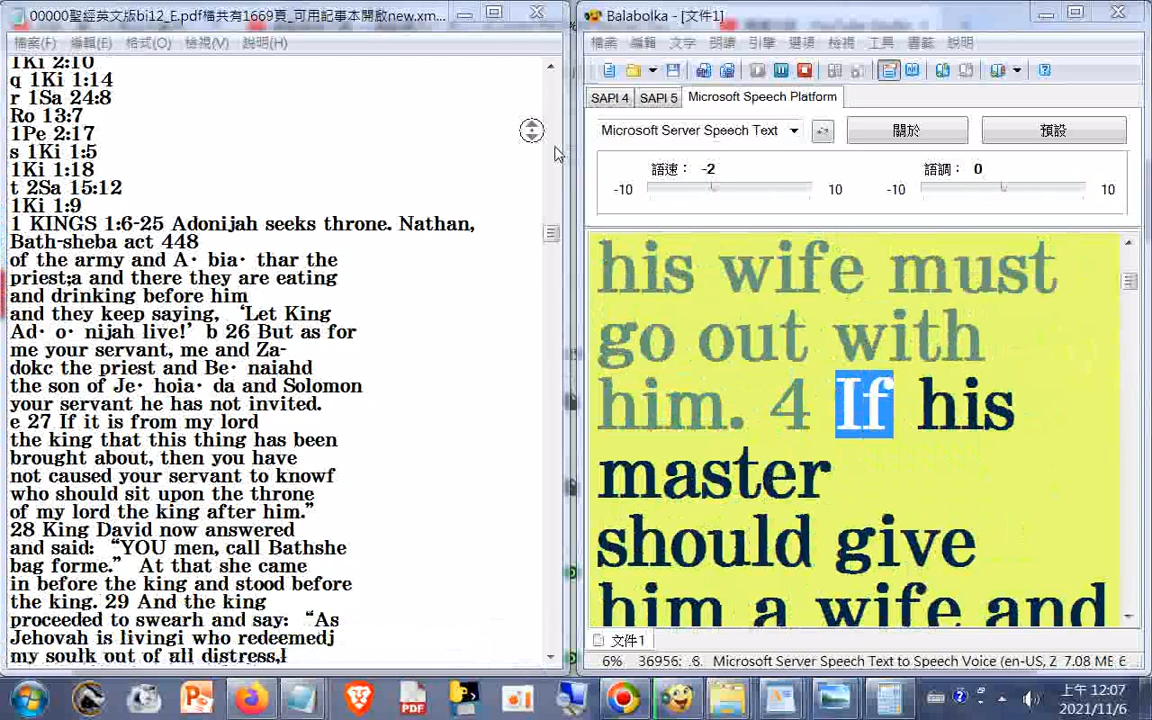 00000聖經英文版bi12_E.pdf檔共有1669頁_可用記事本開啟new.xm...
檔案(F) 編輯(E) 格式(O) 檢視(V) 說明(H)
1Ki 2:10
q 1Ki 1:14
r 1Sa 24:8
Ro 13:7
1Pe 2:17
s 1Ki 1:5
1Ki 1:18
t 2Sa 15:12
1Ki 1:9
1 KINGS 1:6-25 Adonijah seeks throne. Nathan,
Bath-sheba act 448
of the army and A· bia· thar the
priest;a and there they are eating
and drinking before him
and they keep saying, ‘Let King
Ad· o· nijah live!’ b 26 But as for
me your servant, me and Za-
dokc the priest and Be· naiahd
the son of Je· hoia· da and Solomon
your servant he has not invited.
e 27 If it is from my lord
the king that this thing has been
brought about, then you have
not caused your servant to knowf
who should sit upon the throne
of my lord the king after him.”
28 King David now answered
and said: “YOU men, call Bathshe
bag forme.” At that she came
in before the king and stood before
the king. 29 And the king
proceeded to swearh and say: “As
Jehovah is livingi who redeemedj
my soulk out of all distress,l
Balabolka - [文件1]
檔案 編輯 文字 朗讀 引擎 選項 檢視 工具 書籤 說明
SAPI 4 SAPI 5 Microsoft Speech Platform
Microsoft Server Speech Text 關於 預設
語速： -2 語調： 0
-10 10 -10 10
his wife must
go out with
him. 4 If his
master
should give
him a wife and
文件1
6% 36956: .8. Microsoft Server Speech Text to Speech Voice (en-US, Z 7.08 MB 6
PDF
上午 12:07
2021/11/6